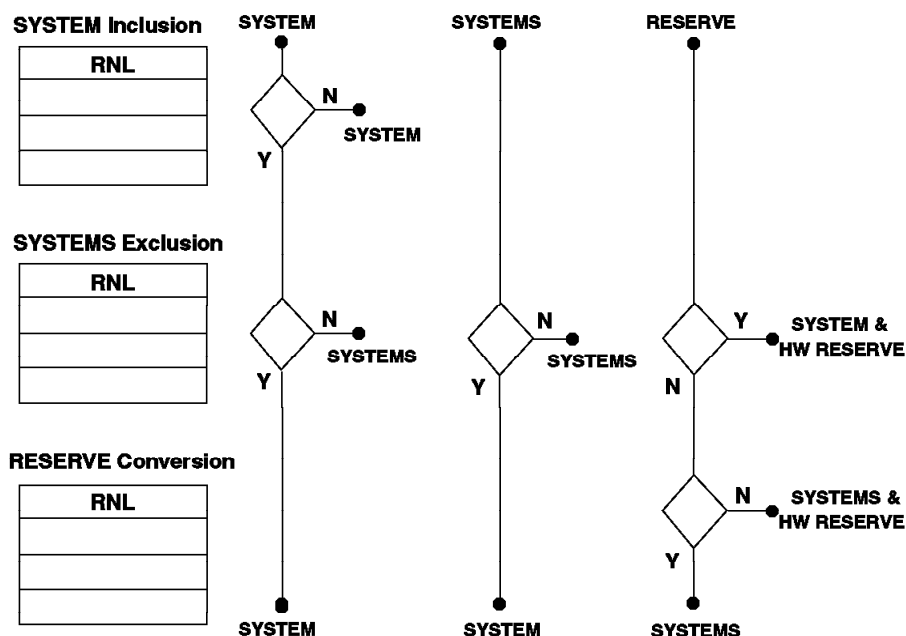 SYSTEM Inclusion
SYSTEM
SYSTEMS
RESERVE
RNL
N
SYSTEM
Y
SYSTEMS Exclusion
RNL
N
SYSTEMS
Y
N
SYSTEMS
Y
Y
SYSTEM &
HW RESERVE
N
RESERVE Conversion
RNL
N
SYSTEMS &
HW RESERVE
Y
SYSTEM
SYSTEM
SYSTEMS